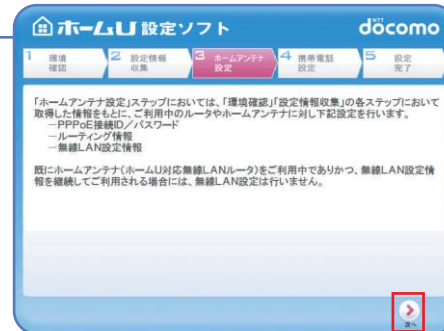 ホームU 設定ソフト
NTT
docomo
1 環境確認
2 設定情報収集
3 ホームアンテナ設定
4 携帯電話設定
5 設定完了
「ホームアンテナ設定」ステップにおいては、「環境確認」「設定情報収集」の各ステップにおいて
取得した情報をもとに、ご利用中のルータやホームアンテナに対し下記設定を行います。
－PPPoE接続ID／パスワード
－ルーティング情報
－無線LAN設定情報
既にホームアンテナ(ホームU対応無線LANルータ)をご利用中でありかつ、無線LAN設定情
報を継続してご利用される場合には、無線LAN設定は行いません。
次へ